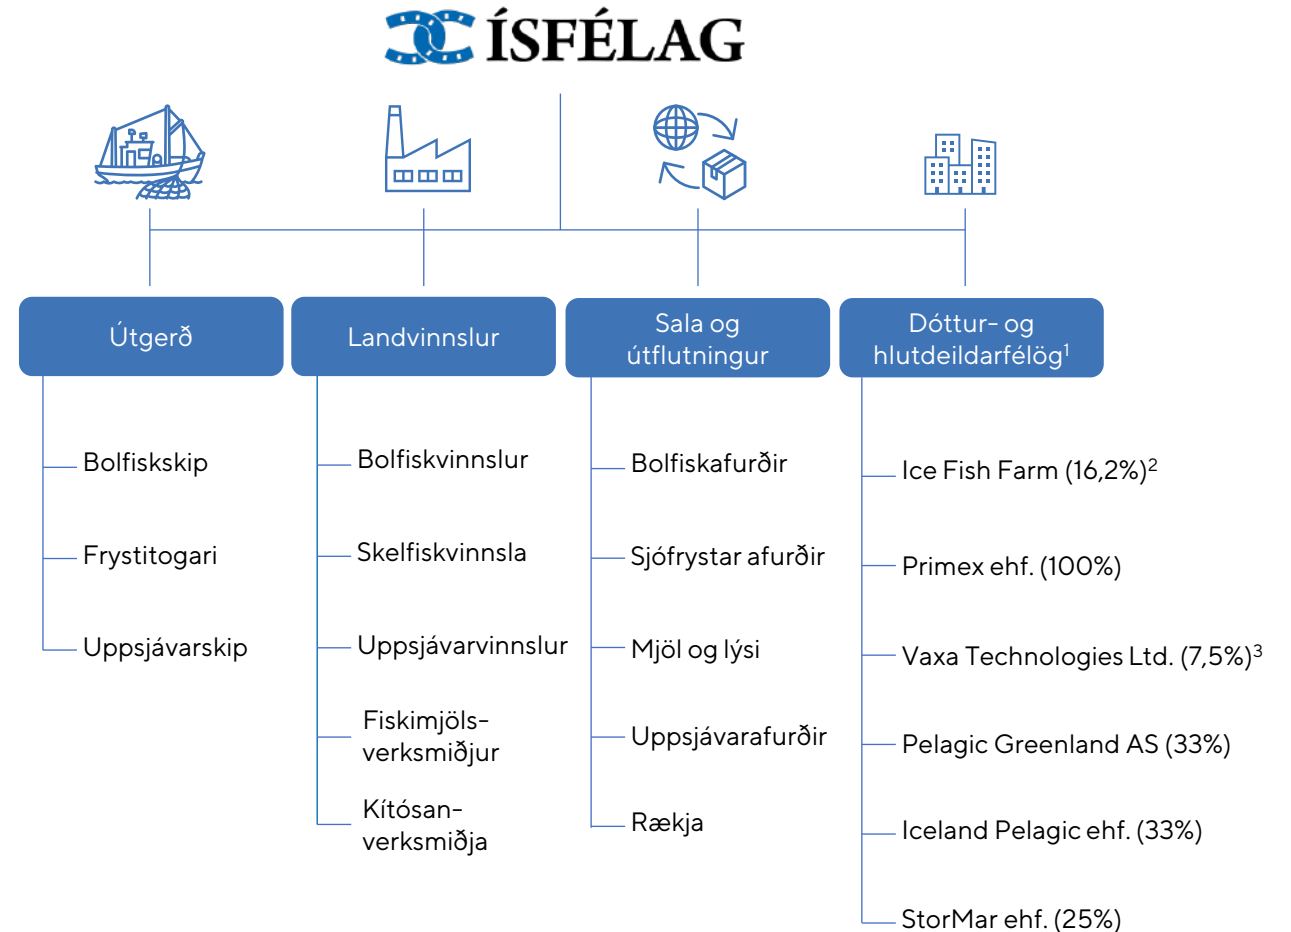 ÍSFÉLAG
Útgerð
Bolfiskskip
Frystitogari
Uppsjávarskip
Landvinnslur
Bolfiskvinnslur
Skelfiskvinnsla
Uppsjávarvinnslur
Fiskimjöls-
verksmiðjur
Kítósan-
verksmiðja
Sala og
útflutningur
Bolfiskafurðir
Sjófrystar afurðir
Mjöl og lýsi
Uppsjávarafurðir
Rækja
Dóttur- og
hlutdeildarfélög¹
Ice Fish Farm (16,2%)²
Primex ehf. (100%)
Vaxa Technologies Ltd. (7,5%)³
Pelagic Greenland AS (33%)
Iceland Pelagic ehf. (33%)
StorMar ehf. (25%)